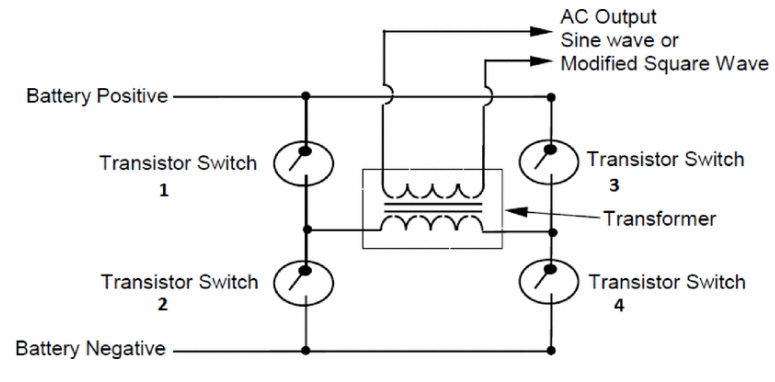 AC Output
Sine wave or
Modified Square Wave
Battery Positive
Transistor Switch
1
Transistor Switch
3
Transformer
Transistor Switch
2
Transistor Switch
4
Battery Negative